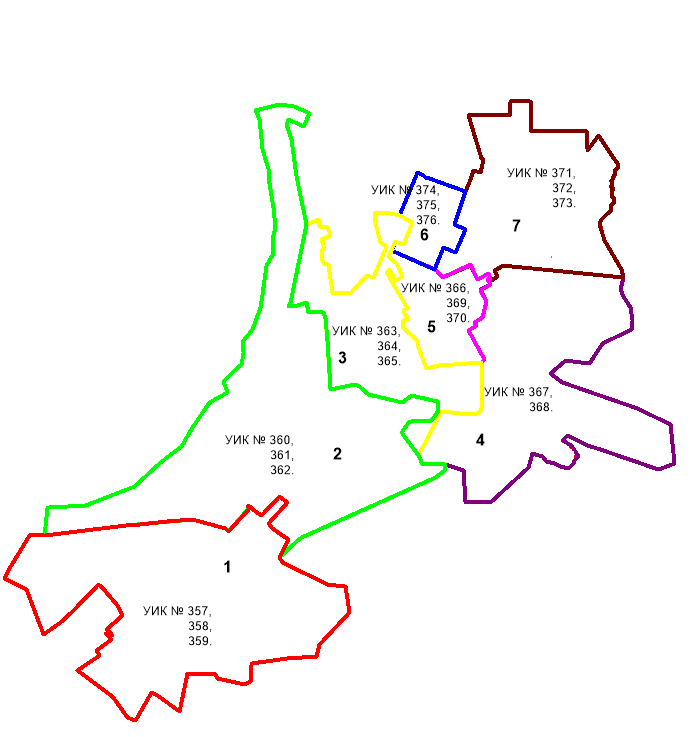 УИК № 371,
372,
373.
7
УИК № 374,
375,
376.
6
УИК № 366,
369,
370.
5
УИК № 363,
364,
365.
3
УИК № 367,
368.
4
УИК № 360,
361,
362.
2
1
УИК № 357,
358,
359.